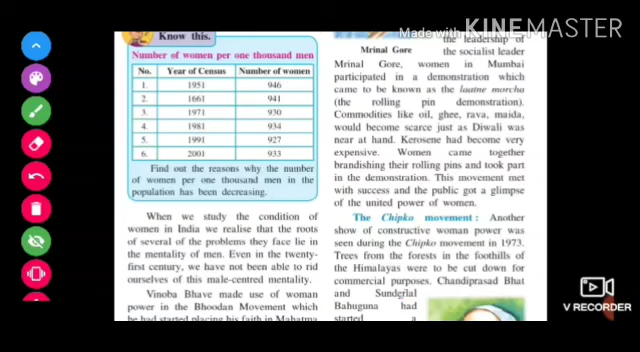 Know this.
Number of women per one thousand men
No. Year of Census Number of women
1. 1951 946
2. 1661 941
3. 1971 930
4. 1981 934
5. 1991 927
6. 2001 933
Find out the reasons why the number
of women per one thousand men in the
population has been decreasing.
When we study the condition of
women in India we realise that the roots
of several of the problems they face lie in
the mentality of men. Even in the twenty-
first century, we have not been able to rid
ourselves of this male-centred mentality.
Vinoba Bhave made use of woman
power in the Bhoodan Movement which
he had started placing his faith in Mahatma
Made with KINEMASTER
the leadership of
Mrinal Gore the socialist leader
Mrinal Gore, women in Mumbai
participated in a demonstration which
came to be known as the laatne morcha
(the rolling pin demonstration).
Commodities like oil, ghee, rava, maida,
would become scarce just as Diwali was
near at hand. Kerosene had become very
expensive. Women came together
brandishing their rolling pins and took part
in the demonstration. This movement met
with success and the public got a glimpse
of the united power of women.
The Chipko movement : Another
show of constructive woman power was
seen during the Chipko movement in 1973.
Trees from the forests in the foothills of
the Himalayas were to be cut down for
commercial purposes. Chandiprasad Bhat
and Sunderlal
Bahuguna had
started a
V RECORDER